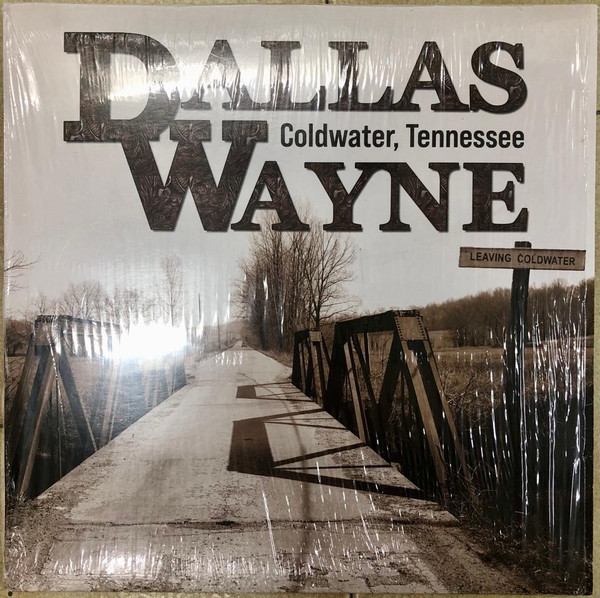 DALLAS
Coldwater, Tennessee
WAYNE
LEAVING COLDWATER